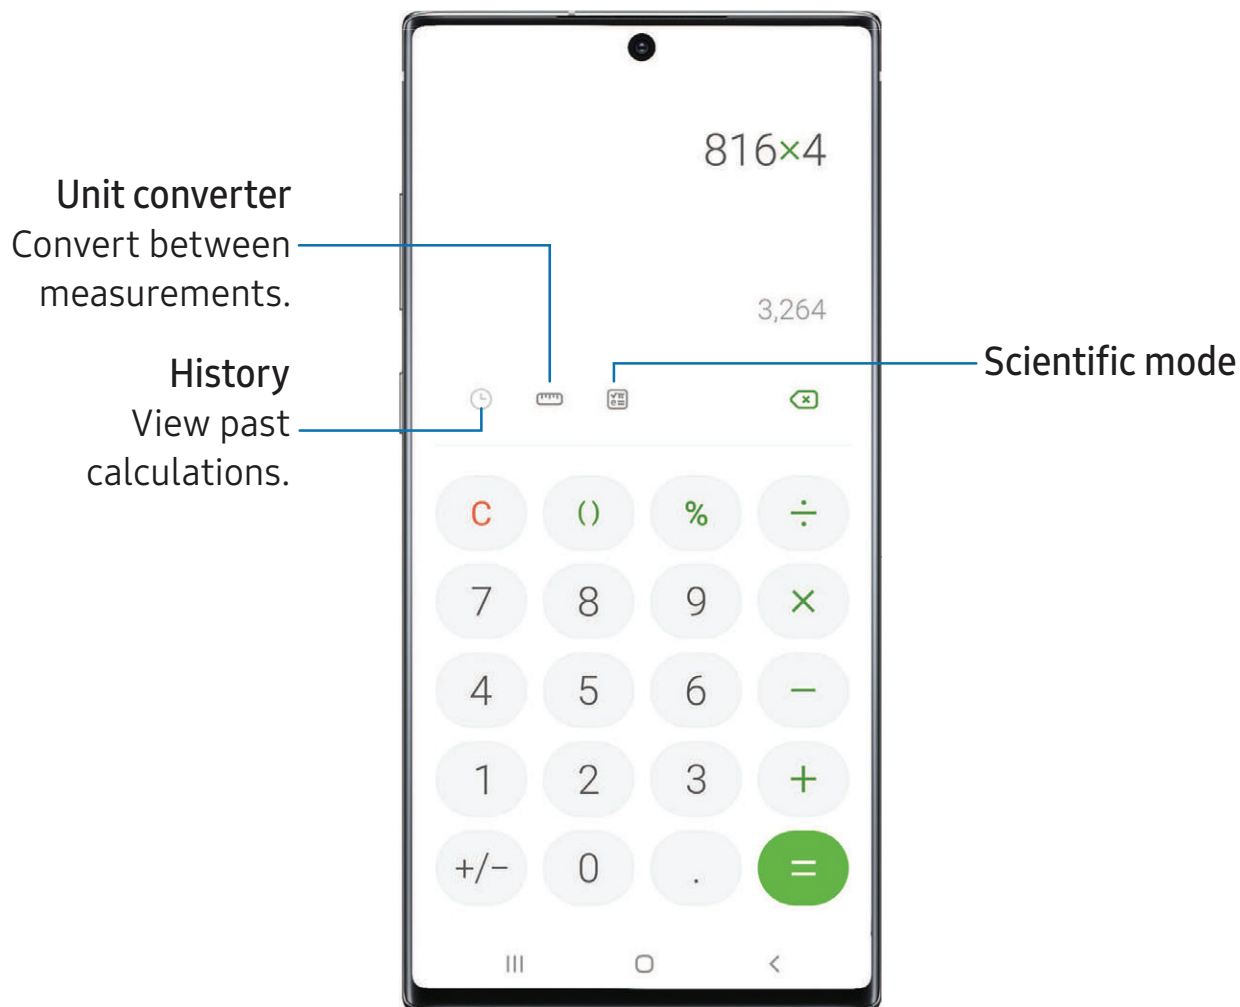 816×4
Unit converter
Convert between
measurements.
3,264
History
View past
calculations.
Scientific mode
C () % ÷
7 8 9 ×
4 5 6 −
1 2 3 +
+/− 0 . =